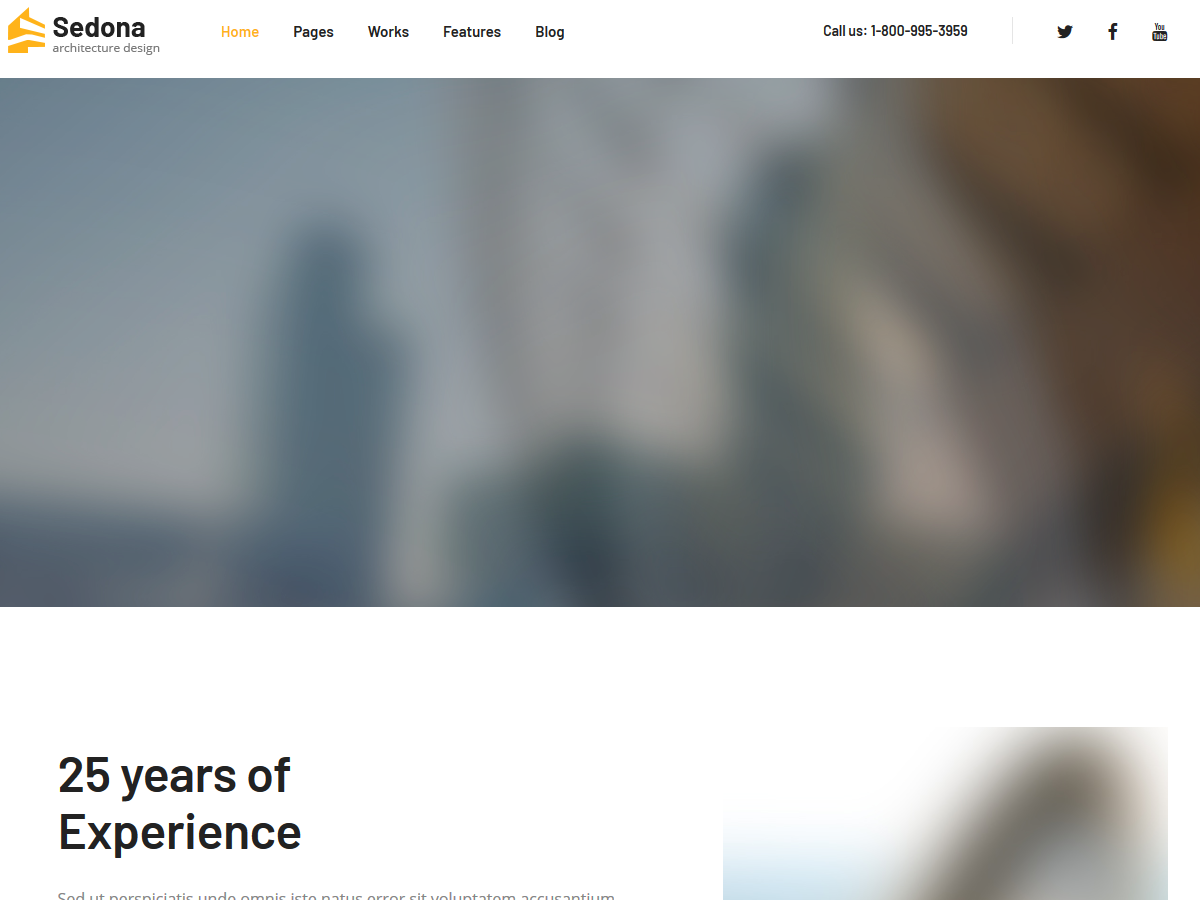 Sedona
architecture design
Home
Pages
Works
Features
Blog
Call us: 1-800-995-3959
You
Tube
25 years of
Experience
Sed ut perspiciatis unde omnis iste natus error sit voluptatem accusantium